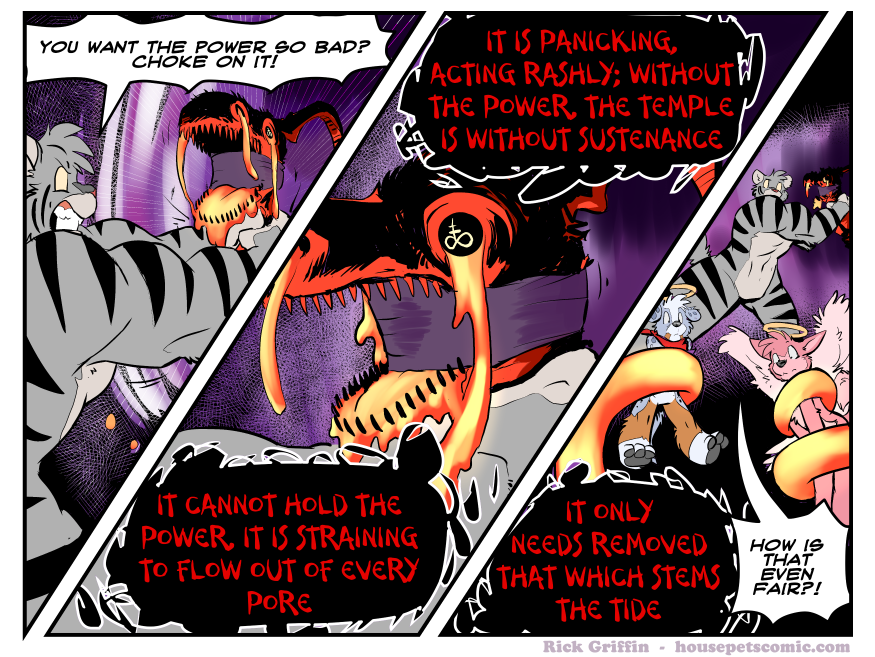 YOU WANT THE POWER SO BAD?
CHOKE ON IT!
IT IS PANICKING,
ACTING RASHLY; WITHOUT
THE POWER, THE TEMPLE
IS WITHOUT SUSTENANCE
IT CANNOT HOLD THE
POWER, IT IS STRAINING
TO FLOW OUT OF EVERY
PORE
IT ONLY
NEEDS REMOVED
THAT WHICH STEMS
THE TIDE
HOW IS
THAT
EVEN
FAIR?!
Rick Griffin - housepetscomic.com